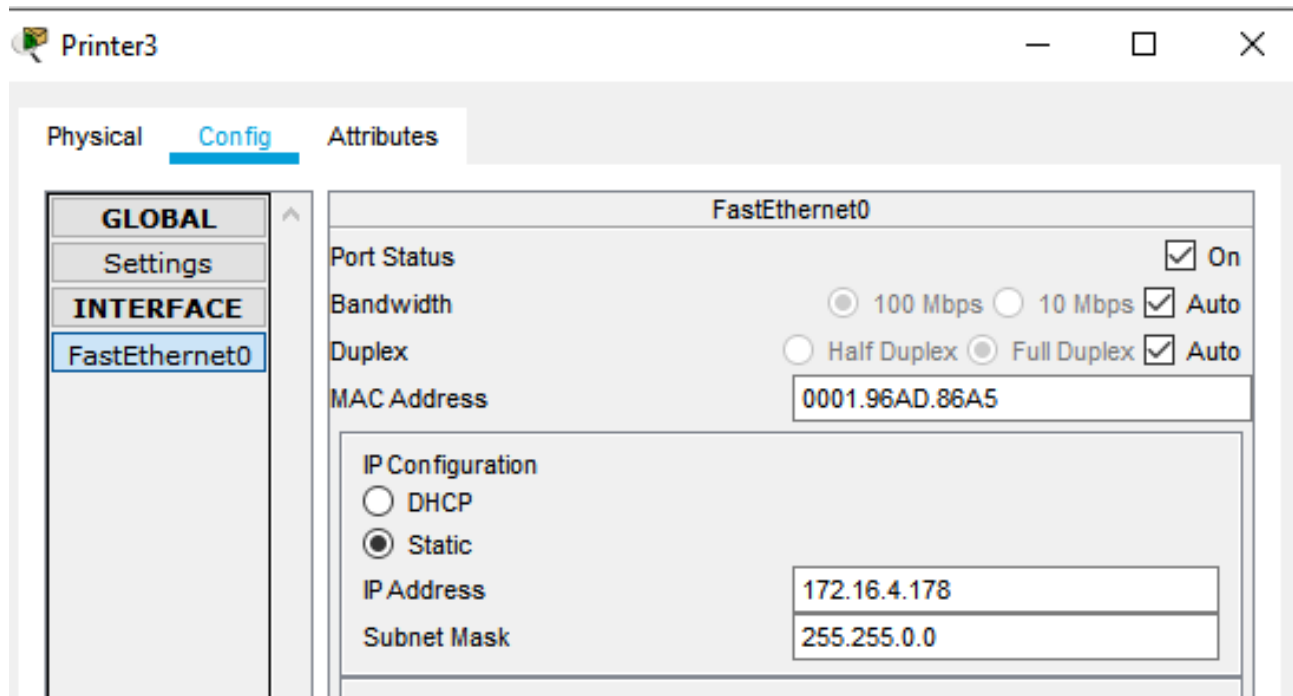 Printer3
Physical Config Attributes
GLOBAL
Settings
INTERFACE
FastEthernet0
FastEthernet0
Port Status On
Bandwidth 100 Mbps 10 Mbps Auto
Duplex Half Duplex Full Duplex Auto
MAC Address 0001.96AD.86A5
IP Configuration
DHCP
Static
IP Address 172.16.4.178
Subnet Mask 255.255.0.0